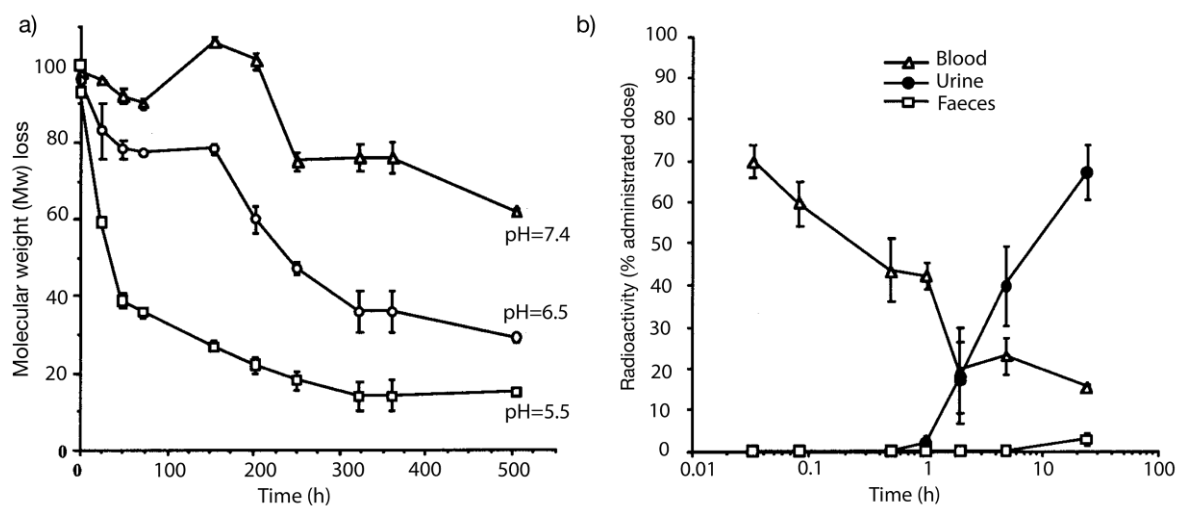 a)
Molecular weight (Mw) loss
100
80
60
40
20
0
0
100
200
300
400
500
Time (h)
pH=7.4
pH=6.5
pH=5.5
b)
Radioactivity (% administrated dose)
100
90
80
70
60
50
40
30
20
10
0
0.01
0.1
1
10
100
Time (h)
Blood
Urine
Faeces